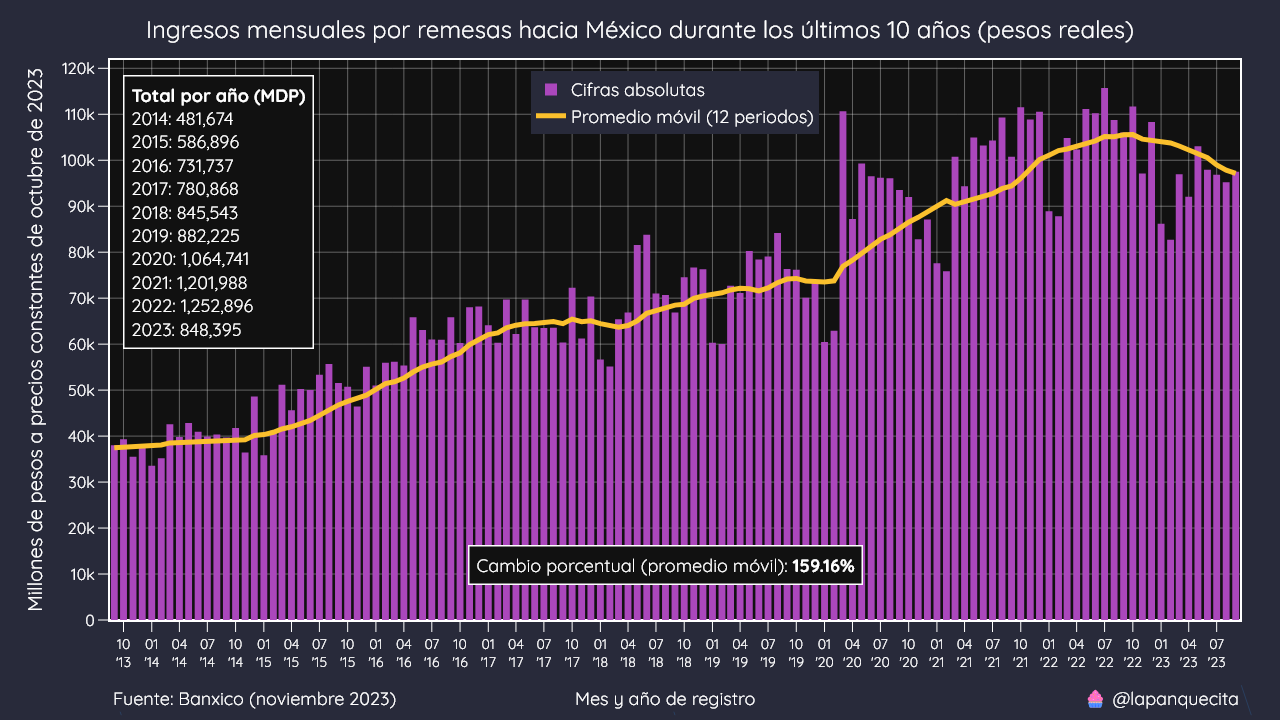 Ingresos mensuales por remesas hacia México durante los últimos 10 años (pesos reales)
Millones de pesos a precios constantes de octubre de 2023
120k
110k
100k
90k
80k
70k
60k
50k
40k
30k
20k
10k
0
Total por año (MDP)
2014: 481,674
2015: 586,896
2016: 731,737
2017: 780,868
2018: 845,543
2019: 882,225
2020: 1,064,741
2021: 1,201,988
2022: 1,252,896
2023: 848,395
Cifras absolutas
Promedio móvil (12 periodos)
Cambio porcentual (promedio móvil): 159.16%
10 01 04 07 10 01 04 07 10 01 04 07 10 01 04 07 10 01 04 07 10 01 04 07 10 01 04 07 10 01 04 07 10 01 04 07 10 01 04 07
'13 '14 '14 '14 '14 '15 '15 '15 '15 '16 '16 '16 '16 '17 '17 '17 '17 '18 '18 '18 '18 '19 '19 '19 '19 '20 '20 '20 '20 '21 '21 '21 '21 '22 '22 '22 '22 '23 '23 '23
Fuente: Banxico (noviembre 2023)
Mes y año de registro
@lapanquecita